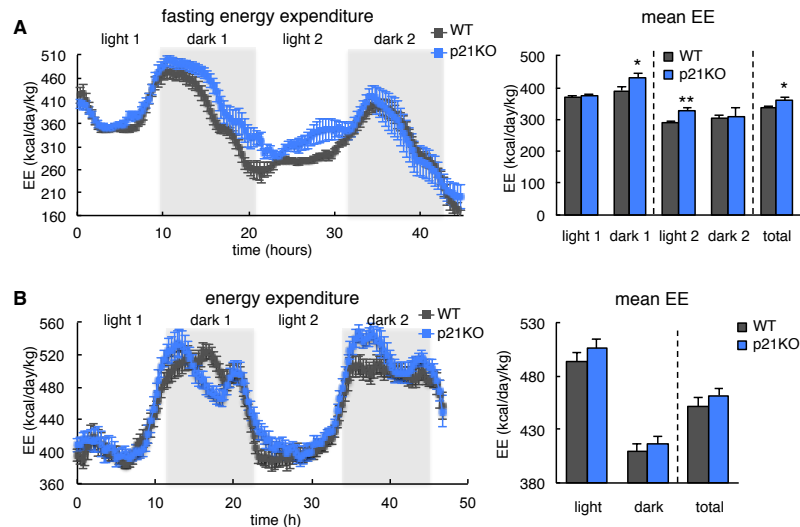 A
fasting energy expenditure
light 1 dark 1 light 2 dark 2
WT
p21KO
EE (kcal/day/kg)
510
460
410
360
310
260
210
160
0 10 20 30 40
time (hours)
mean EE
WT
p21KO
EE (kcal/day/kg)
500
400
300
200
100
0
*
**
*
light 1 dark 1 light 2 dark 2 total
B
energy expenditure
light 1 dark 1 light 2 dark 2
WT
p21KO
EE (kcal/day/kg)
560
520
480
440
400
360
0 10 20 30 40 50
time (h)
mean EE
WT
p21KO
EE (kcal/day/kg)
530
480
430
380
light dark total